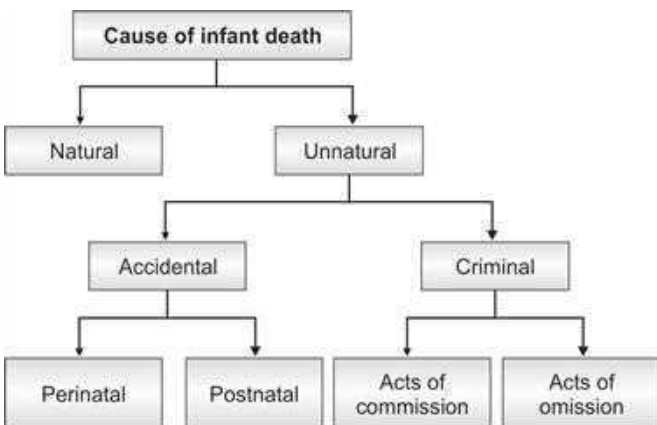 Cause of infant death
Natural
Unnatural
Accidental
Criminal
Perinatal
Postnatal
Acts of
commission
Acts of
omission